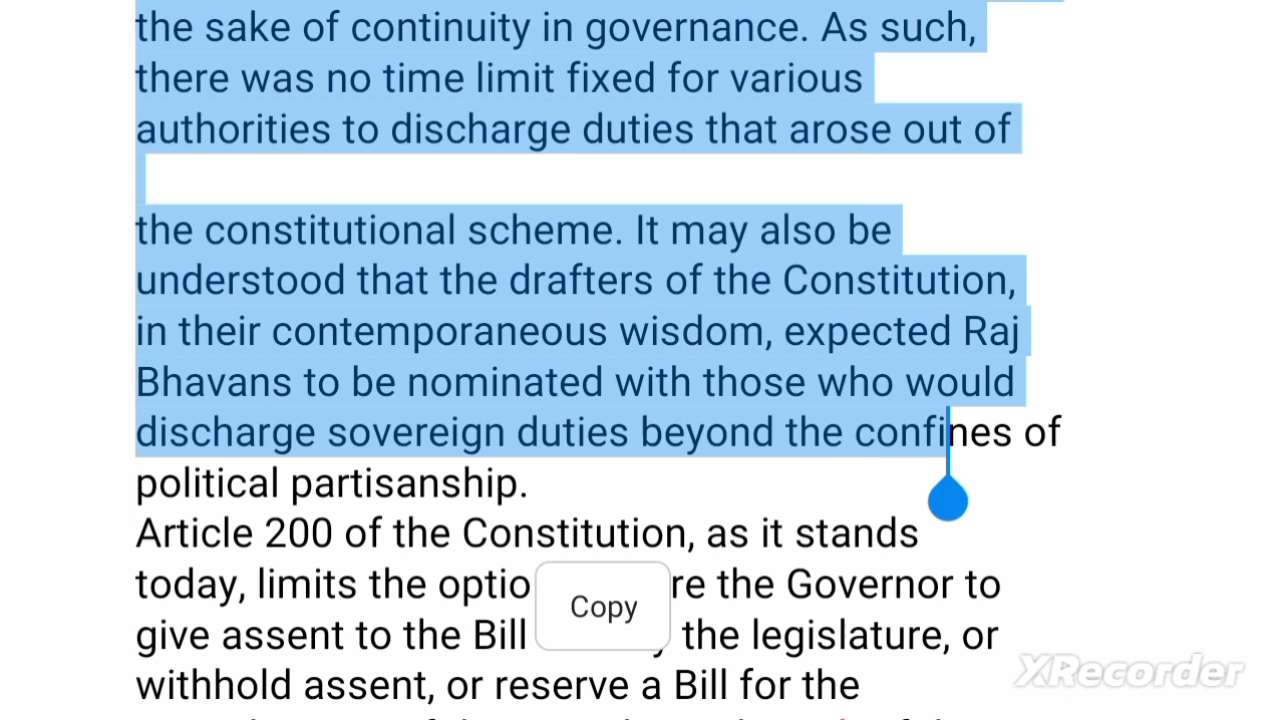 the sake of continuity in governance. As such,
there was no time limit fixed for various
authorities to discharge duties that arose out of
the constitutional scheme. It may also be
understood that the drafters of the Constitution,
in their contemporaneous wisdom, expected Raj
Bhavans to be nominated with those who would
discharge sovereign duties beyond the confines of
political partisanship.
Article 200 of the Constitution, as it stands
today, limits the optio re the Governor to
Copy
give assent to the Bill the legislature, or
withhold assent, or reserve a Bill for the
XRecorder